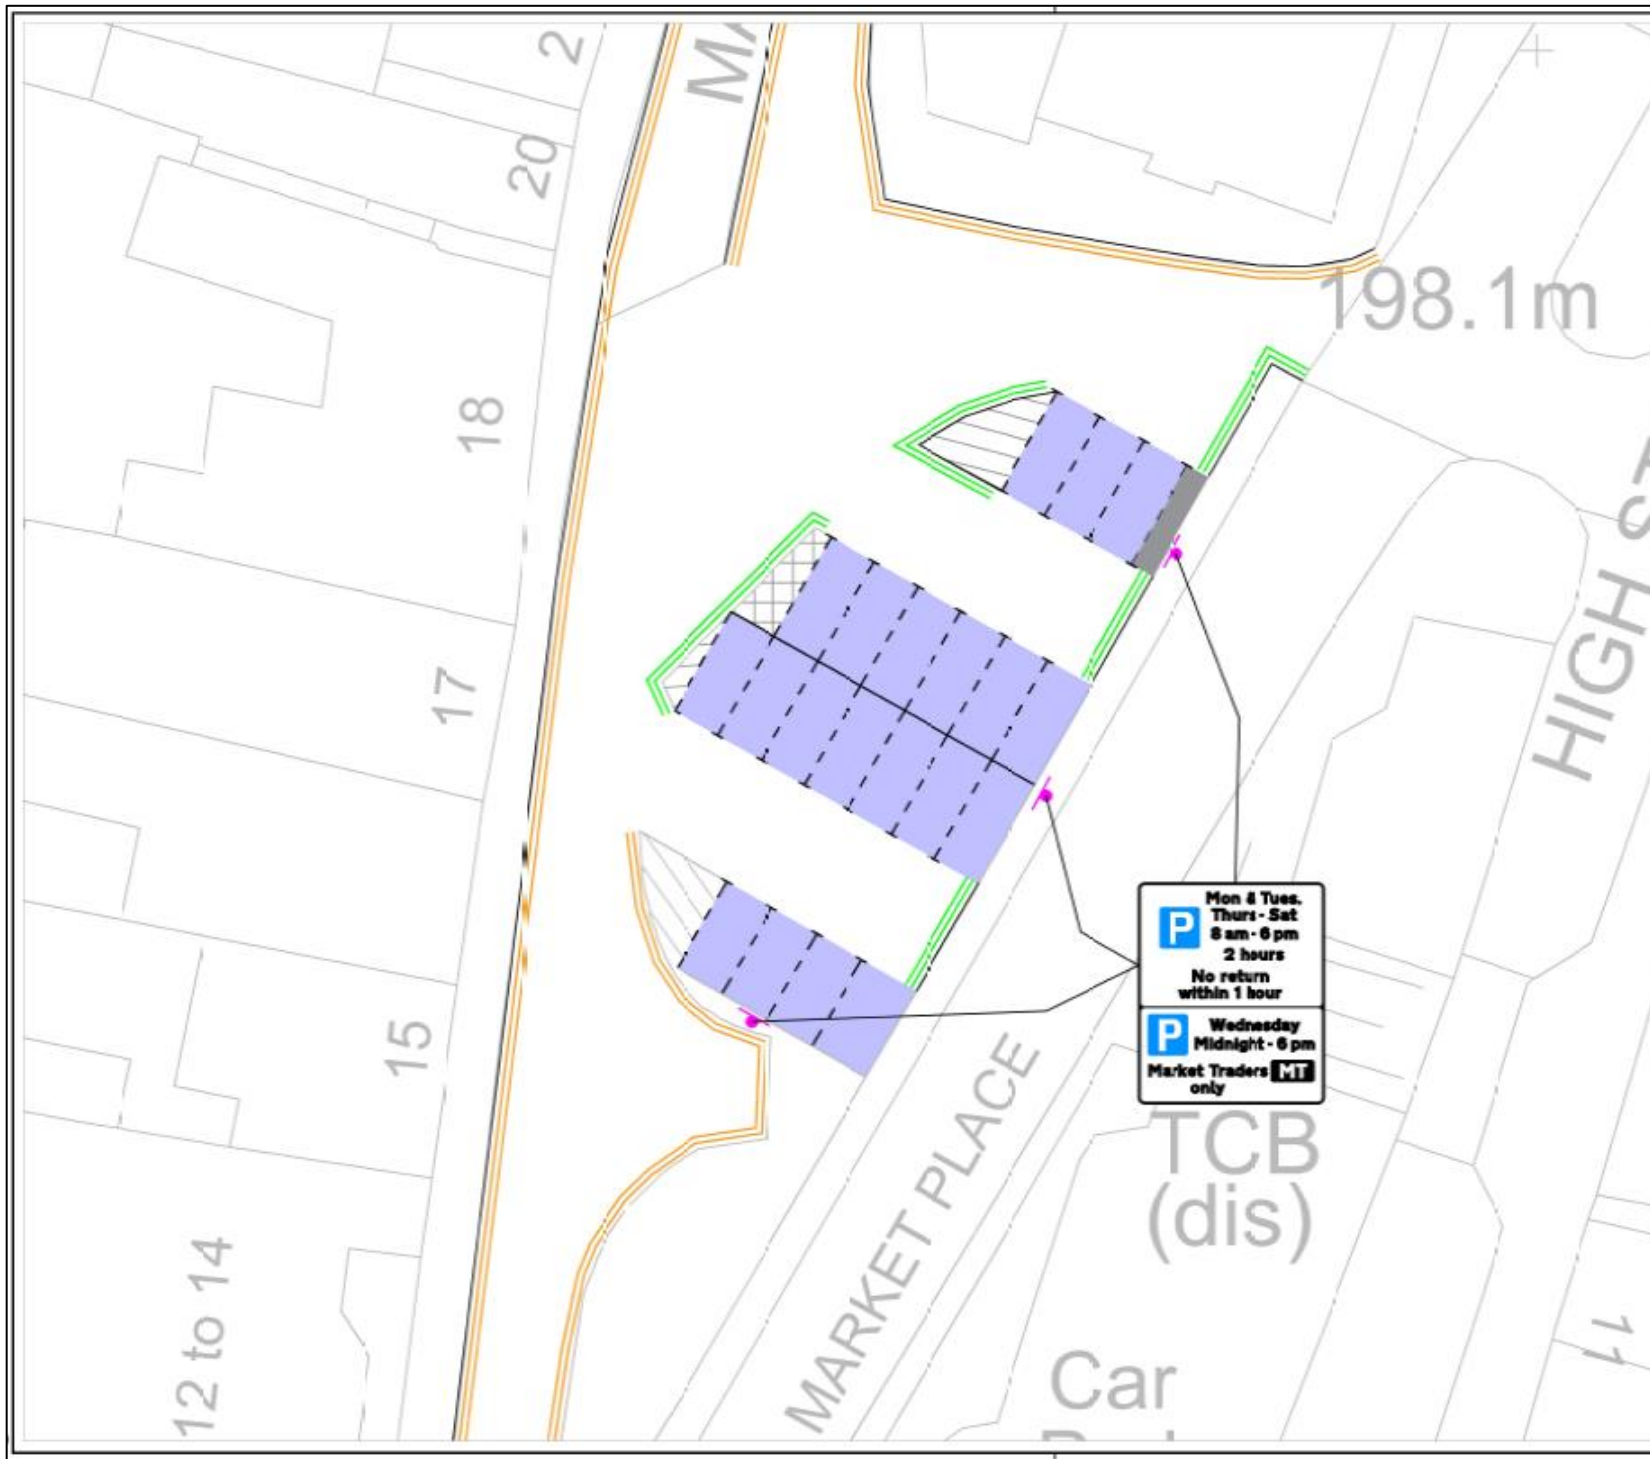 2
MA
20
198.1m
18
HIGH ST
17
Mon & Tues.
Thurs - Sat
P 8 am - 6 pm
2 hours
No return
within 1 hour
P Wednesday
Midnight - 6 pm
Market Traders MT
only
15
MARKET PLACE
TCB
(dis)
12 to 14
Car
11